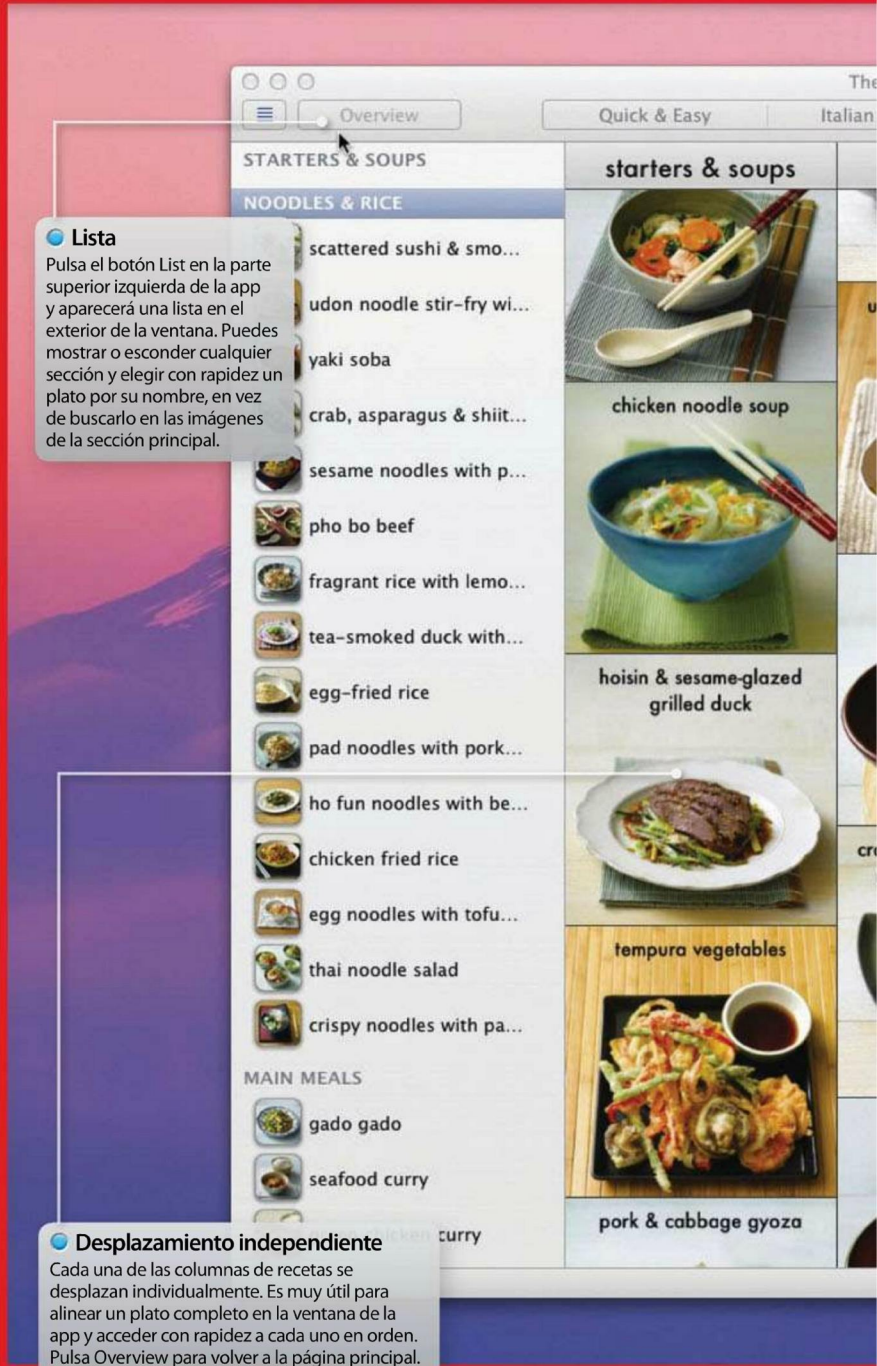 The
Overview
Quick & Easy
Italian
STARTERS & SOUPS
NOODLES & RICE
scattered sushi & smo...
udon noodle stir-fry wi...
yaki soba
crab, asparagus & shiit...
sesame noodles with p...
pho bo beef
fragrant rice with lemo...
tea-smoked duck with...
egg-fried rice
pad noodles with pork...
ho fun noodles with be...
chicken fried rice
egg noodles with tofu...
thai noodle salad
crispy noodles with pa...
MAIN MEALS
gado gado
seafood curry
chicken curry
starters & soups
chicken noodle soup
hoisin & sesame-glazed
grilled duck
tempura vegetables
pork & cabbage gyoza
u
cr
Lista
Pulsa el botón List en la parte
superior izquierda de la app
y aparecerá una lista en el
exterior de la ventana. Puedes
mostrar o esconder cualquier
sección y elegir con rapidez un
plato por su nombre, en vez
de buscarlo en las imágenes
de la sección principal.
Desplazamiento independiente
Cada una de las columnas de recetas se
desplazan individualmente. Es muy útil para
alinear un plato completo en la ventana de la
app y acceder con rapidez a cada uno en orden.
Pulsa Overview para volver a la página principal.